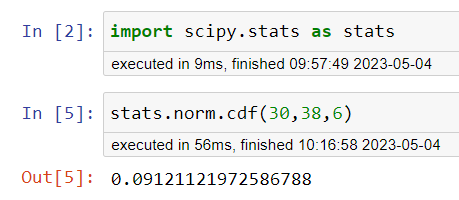 In [2]: import scipy.stats as stats
executed in 9ms, finished 09:57:49 2023-05-04
In [5]: stats.norm.cdf(30,38,6)
executed in 56ms, finished 10:16:58 2023-05-04
Out[5]: 0.09121121972586788